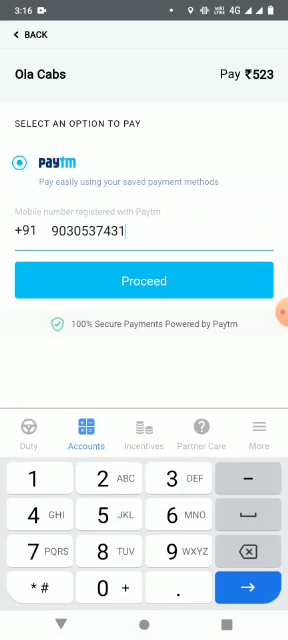 3:16 4G
BACK
Ola Cabs Pay ₹523
SELECT AN OPTION TO PAY
paytm
Pay easily using your saved payment methods
Mobile number registered with Paytm
+91 9030537431
Proceed
100% Secure Payments Powered by Paytm
Duty Accounts Incentives Partner Care More
1 2 ABC 3 DEF -
4 GHI 5 JKL 6 MNO
7 PQRS 8 TUV 9 WXYZ
* # 0 + .